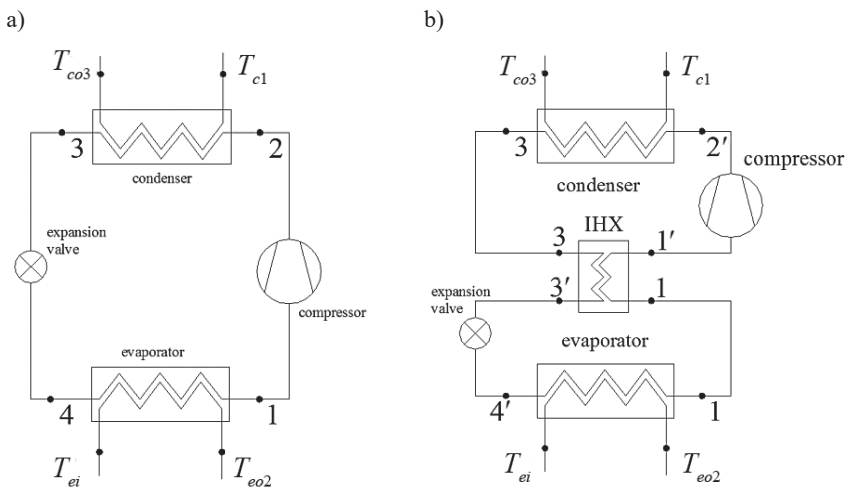 a)
T_co3
T_c1
3
2
condenser
expansion
valve
compressor
evaporator
4
1
T_ei
T_eo2
b)
T_co3
T_c1
3
2′
condenser
compressor
IHX
3
1′
3′
1
expansion
valve
evaporator
4′
1
T_ei
T_eo2